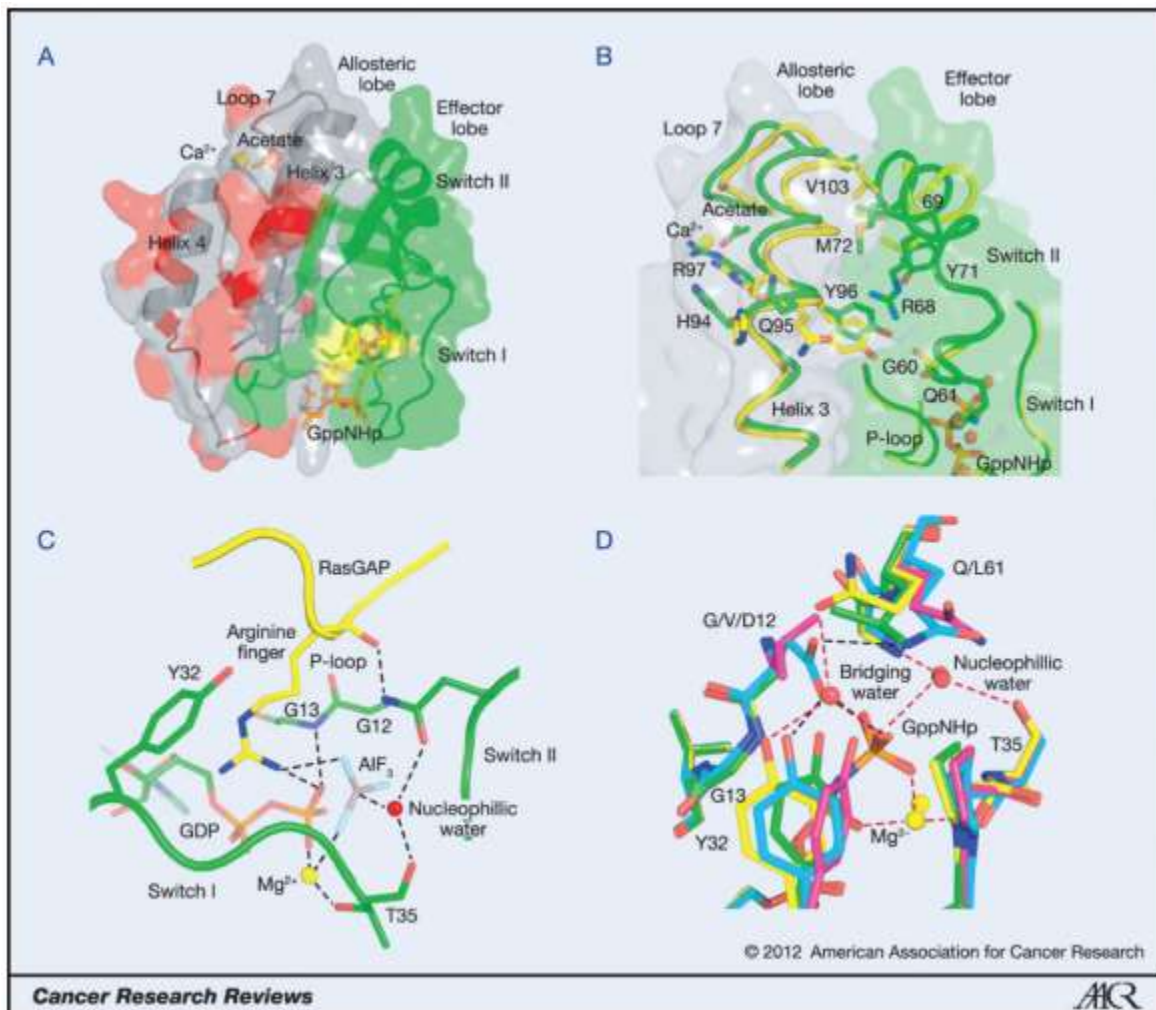 A
Allosteric
lobe
Loop 7
Effector
lobe
Acetate
Ca²⁺
Helix 3
Switch II
Helix 4
Switch I
GppNHp
B
Allosteric
lobe
Effector
lobe
Loop 7
V103
69
Acetate
Ca²⁺
M72
Switch II
R97
Y71
Y96
R68
H94
Q95
G60
Q61
Switch I
Helix 3
P-loop
GppNHp
C
RasGAP
Arginine
finger
P-loop
Y32
G13
G12
Switch II
AlF₃
Nucleophillic
water
GDP
Switch I
Mg²⁺
T35
D
Q/L61
G/V/D12
Bridging
water
Nucleophillic
water
GppNHp
T35
G13
Mg²⁻
Y32
© 2012 American Association for Cancer Research
Cancer Research Reviews
AACR